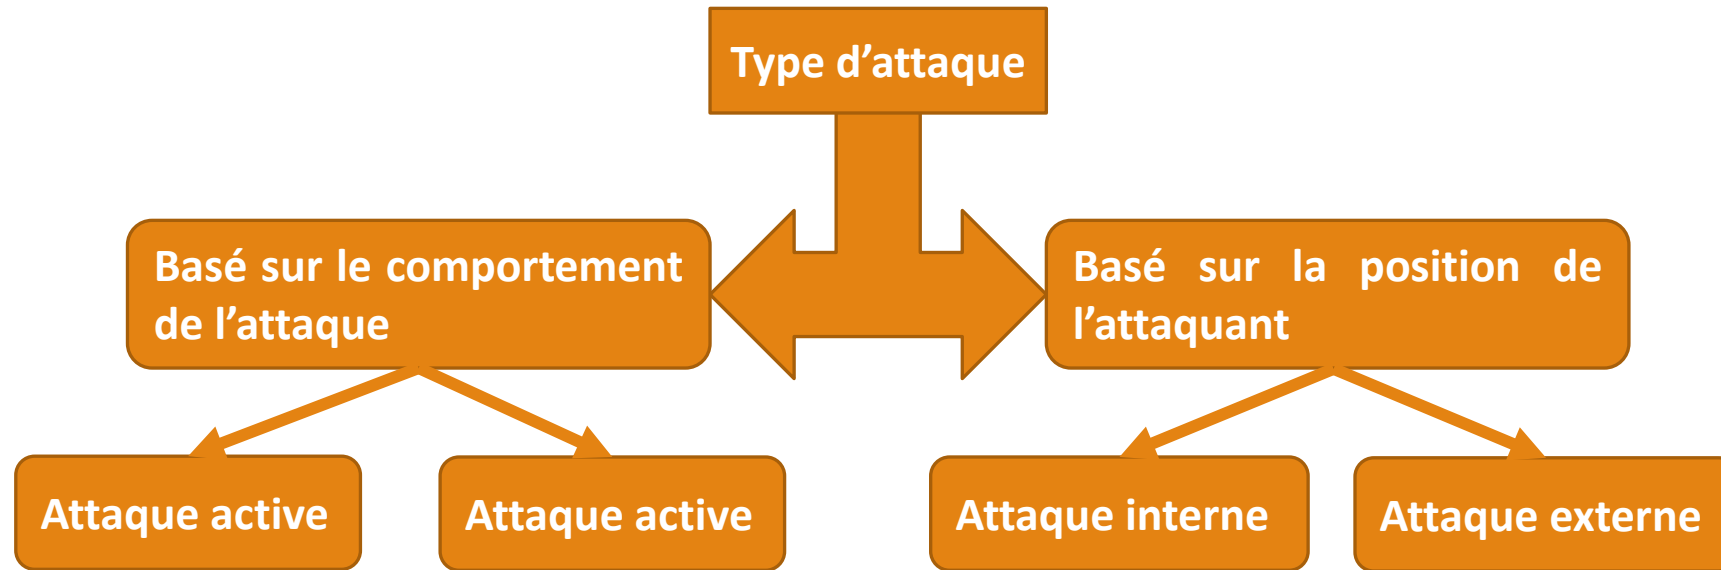 Type d’attaque
Basé sur le comportement
de l’attaque
Basé sur la position de
l’attaquant
Attaque active
Attaque active
Attaque interne
Attaque externe